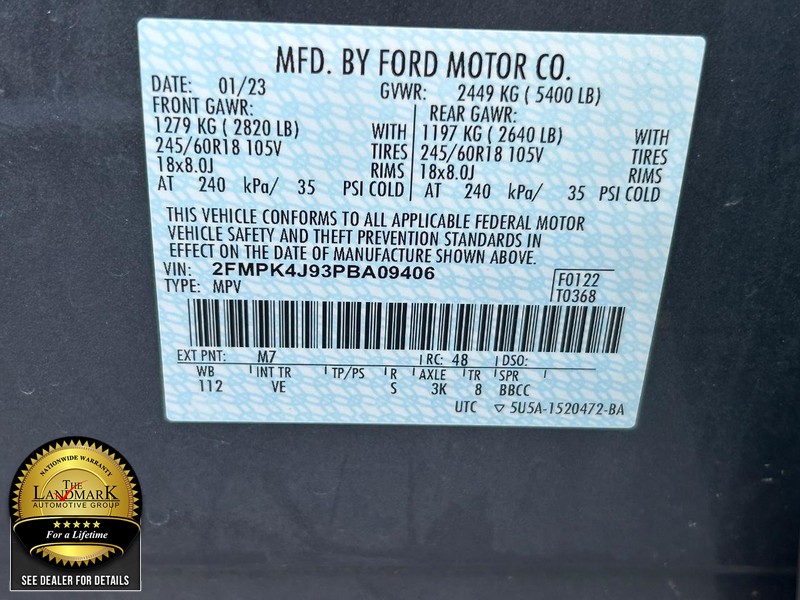 MFD. BY FORD MOTOR CO.
DATE: 01/23 GVWR: 2449 KG ( 5400 LB)
FRONT GAWR: REAR GAWR:
1279 KG ( 2820 LB) WITH 1197 KG ( 2640 LB) WITH
245/60R18 105V TIRES 245/60R18 105V TIRES
18x8.0J RIMS 18x8.0J RIMS
AT 240 kPa/ 35 PSI COLD AT 240 kPa/ 35 PSI COLD
THIS VEHICLE CONFORMS TO ALL APPLICABLE FEDERAL MOTOR
VEHICLE SAFETY AND THEFT PREVENTION STANDARDS IN
EFFECT ON THE DATE OF MANUFACTURE SHOWN ABOVE.
VIN: 2FMPK4J93PBA09406 F0122
TYPE: MPV T0368
EXT PNT: M7 RC: 48 DSO:
WB INT TR TP/PS R AXLE TR SPR
112 VE S 3K 8 BBCC
UTC ▽ 5U5A-1520472-BA
NATIONWIDE WARRANTY
THE
LANDMARK
AUTOMOTIVE GROUP
For a Lifetime
SEE DEALER FOR DETAILS